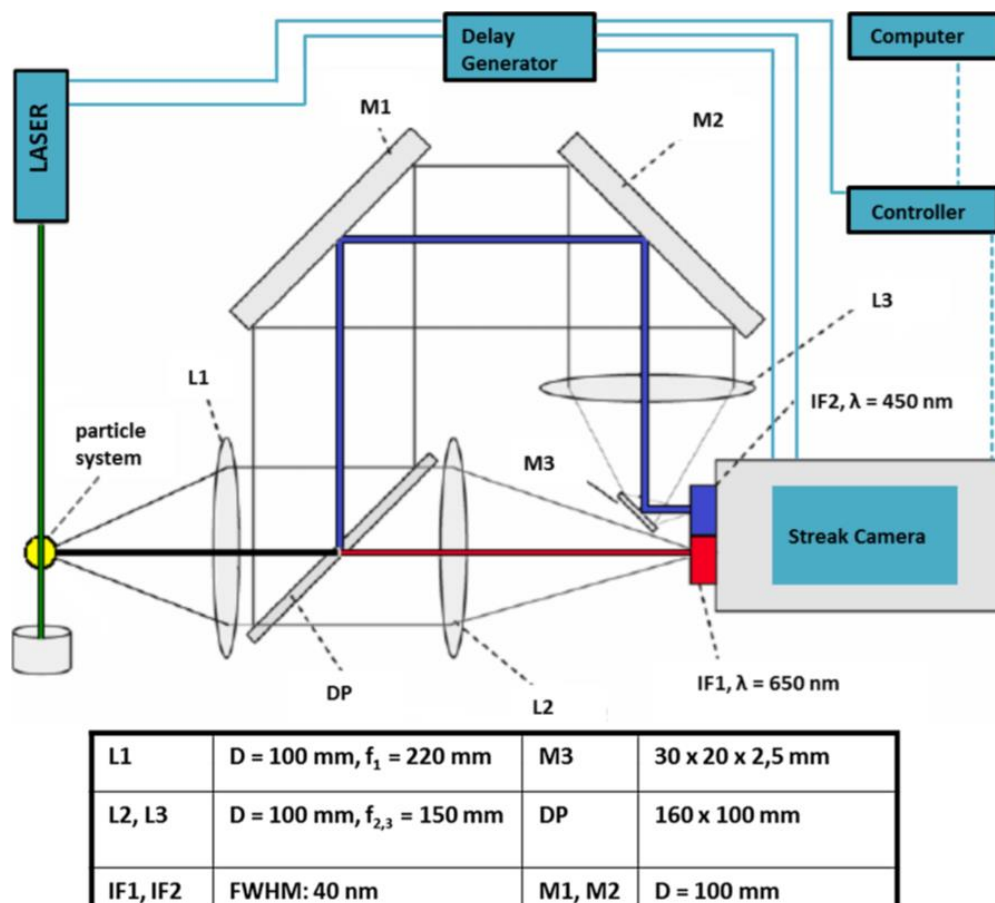 Delay
Generator
Computer
LASER
M1
M2
Controller
L3
L1
IF2, λ = 450 nm
particle
system
M3
Streak Camera
IF1, λ = 650 nm
DP
L2
L1 D = 100 mm, f₁ = 220 mm M3 30 x 20 x 2,5 mm
L2, L3 D = 100 mm, f₂,₃ = 150 mm DP 160 x 100 mm
IF1, IF2 FWHM: 40 nm M1, M2 D = 100 mm